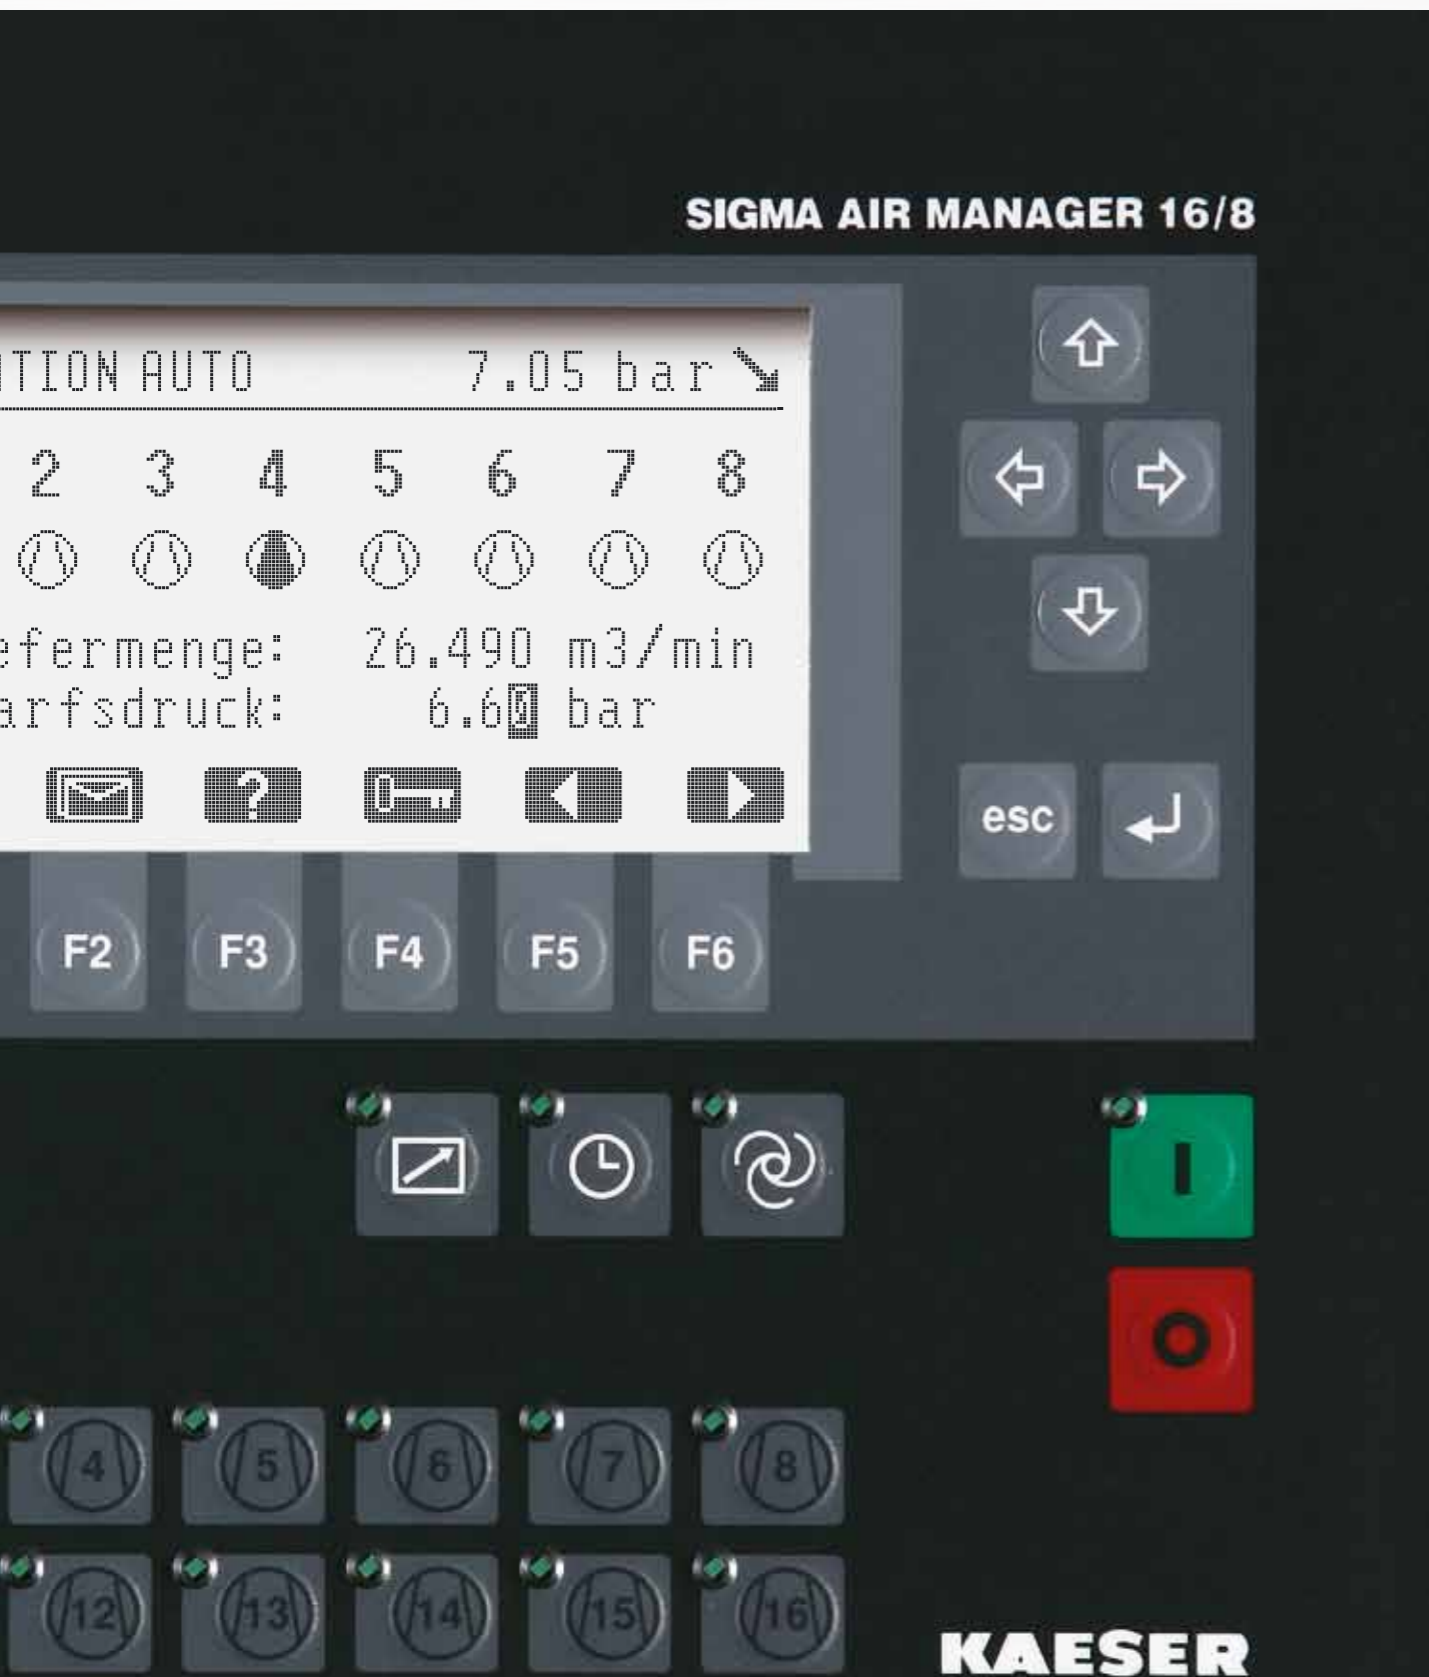 SIGMA AIR MANAGER 16/8
TION AUTO 7.05 bar
2 3 4 5 6 7 8
efermenge: 26.490 m3/min
arfsdruck: 6.60 bar
?
esc
F2 F3 F4 F5 F6
I
O
4 5 6 7 8
12 13 14 15 16
KAESER